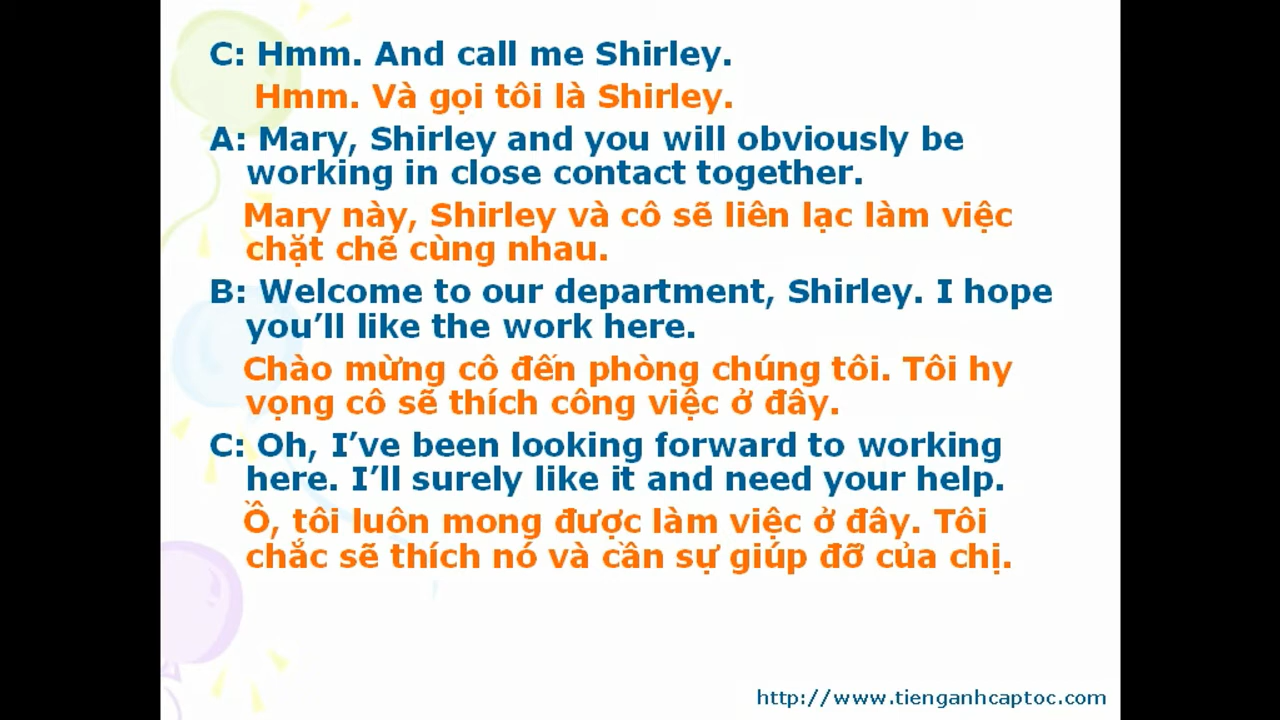 C: Hmm. And call me Shirley.
Hmm. Và gọi tôi là Shirley.
A: Mary, Shirley and you will obviously be
working in close contact together.
Mary này, Shirley và cô sẽ liên lạc làm việc
chặt chẽ cùng nhau.
B: Welcome to our department, Shirley. I hope
you’ll like the work here.
Chào mừng cô đến phòng chúng tôi. Tôi hy
vọng cô sẽ thích công việc ở đây.
C: Oh, I’ve been looking forward to working
here. I’ll surely like it and need your help.
Ồ, tôi luôn mong được làm việc ở đây. Tôi
chắc sẽ thích nó và cần sự giúp đỡ của chị.
http://www.tienganhcaptoc.com